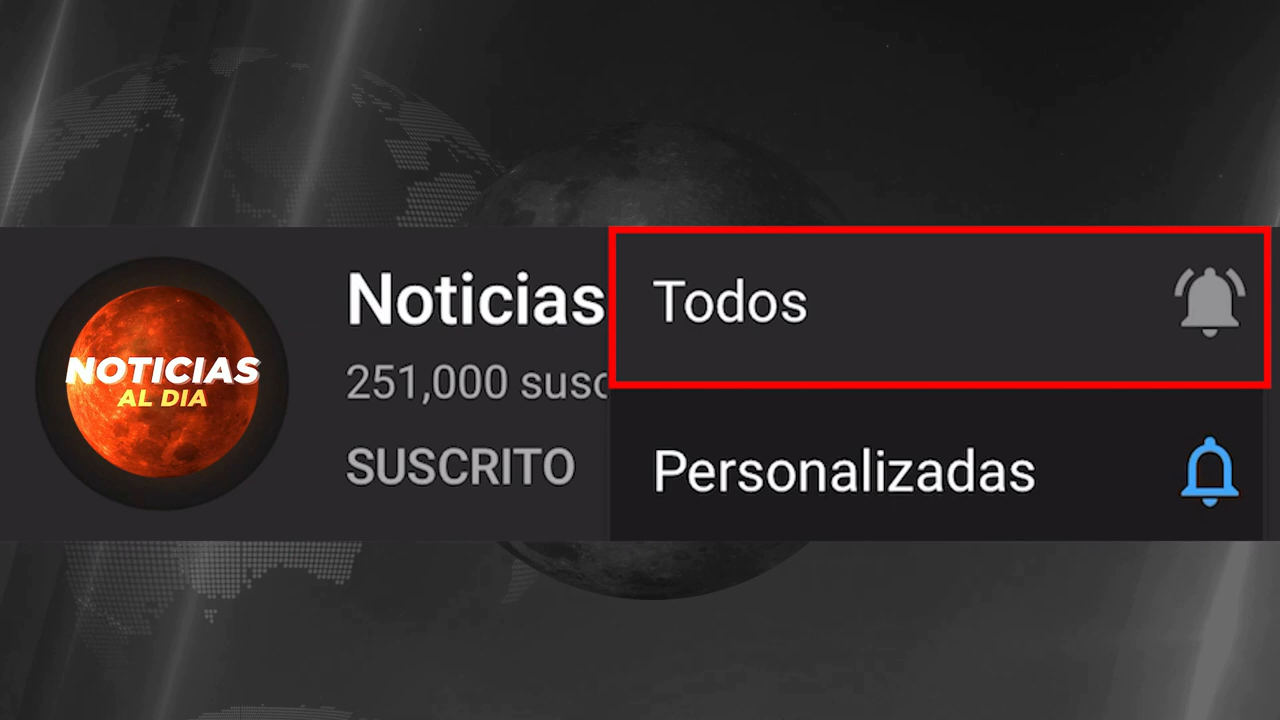 NOTICIAS
AL DIA
Noticias
251,000 susc
SUSCRITO
Todos
Personalizadas